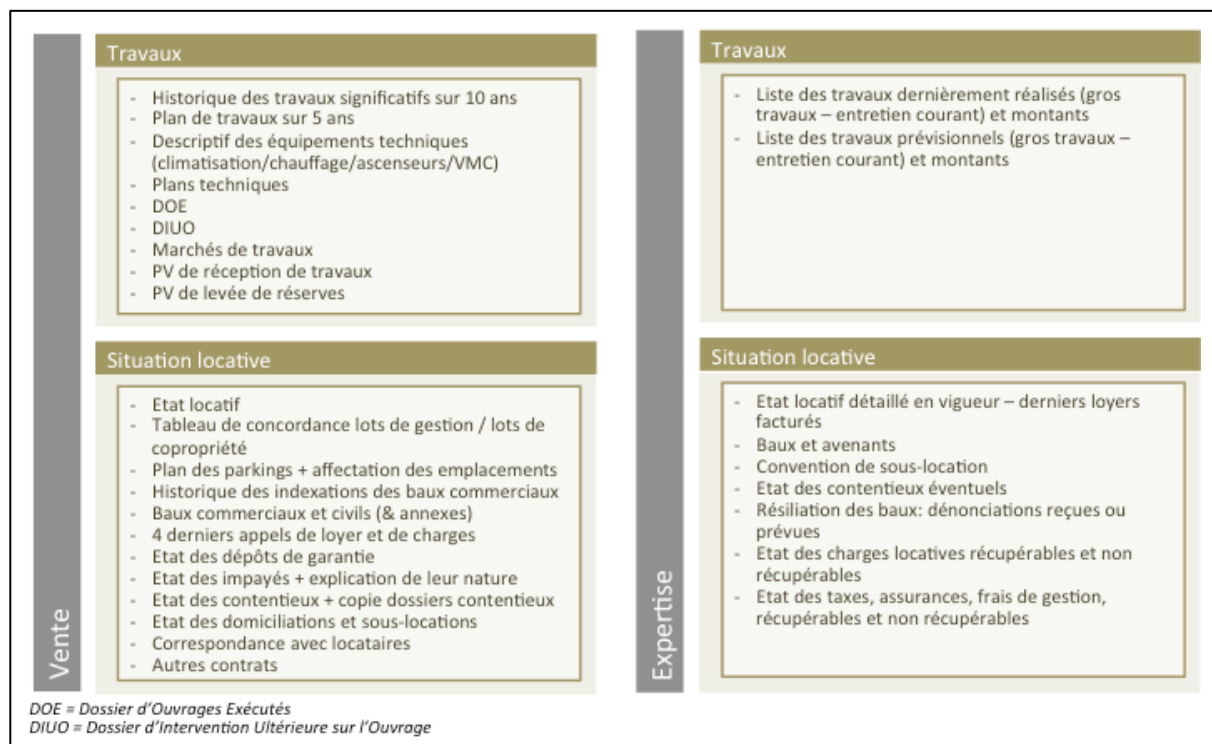 Vente
Travaux
- Historique des travaux significatifs sur 10 ans
- Plan de travaux sur 5 ans
- Descriptif des équipements techniques
(climatisation/chauffage/ascenseurs/VMC)
- Plans techniques
- DOE
- DIUO
- Marchés de travaux
- PV de réception de travaux
- PV de levée de réserves
Situation locative
- Etat locatif
- Tableau de concordance lots de gestion / lots de
copropriété
- Plan des parkings + affectation des emplacements
- Historique des indexations des baux commerciaux
- Baux commerciaux et civils (& annexes)
- 4 derniers appels de loyer et de charges
- Etat des dépôts de garantie
- Etat des impayés + explication de leur nature
- Etat des contentieux + copie dossiers contentieux
- Etat des domiciliations et sous-locations
- Correspondance avec locataires
- Autres contrats
Expertise
Travaux
- Liste des travaux dernièrement réalisés (gros
travaux – entretien courant) et montants
- Liste des travaux prévisionnels (gros travaux –
entretien courant) et montants
Situation locative
- Etat locatif détaillé en vigueur – derniers loyers
facturés
- Baux et avenants
- Convention de sous-location
- Etat des contentieux éventuels
- Résiliation des baux: dénonciations reçues ou
prévues
- Etat des charges locatives récupérables et non
récupérables
- Etat des taxes, assurances, frais de gestion,
récupérables et non récupérables
DOE = Dossier d'Ouvrages Exécutés
DIUO = Dossier d'Intervention Ultérieure sur l'Ouvrage